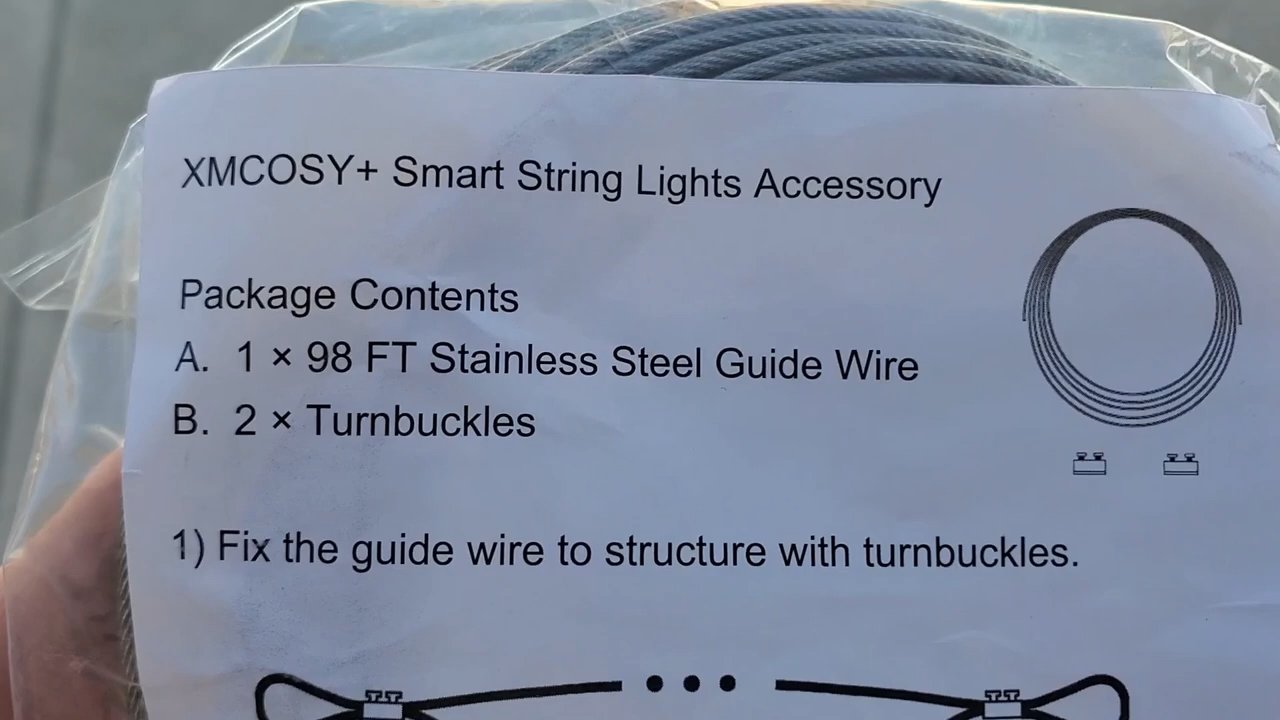 XMCOSY+ Smart String Lights Accessory
Package Contents
A. 1 × 98 FT Stainless Steel Guide Wire
B. 2 × Turnbuckles
1) Fix the guide wire to structure with turnbuckles.